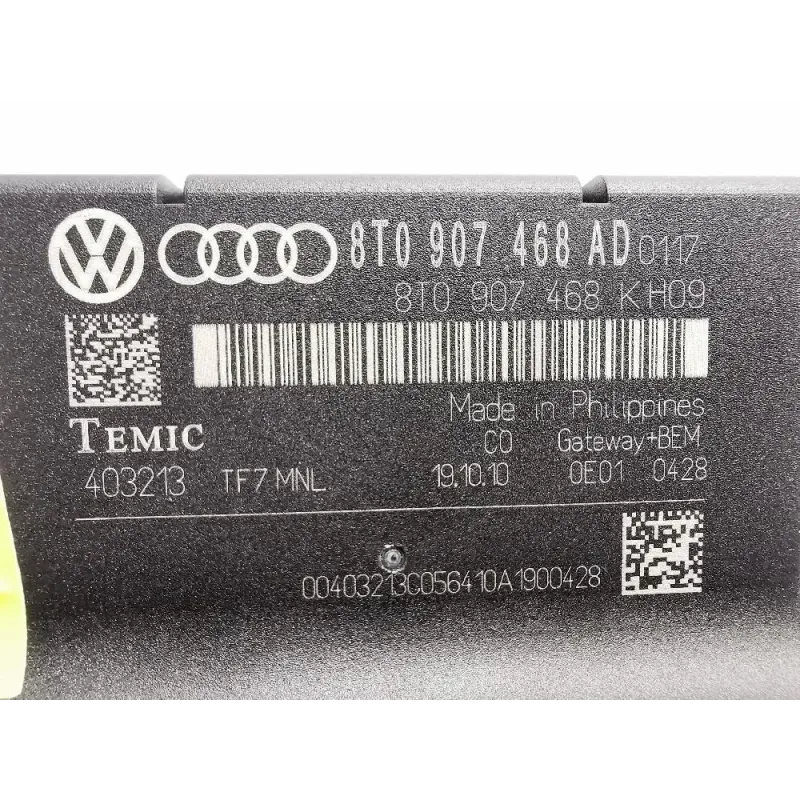 8T0 907 468 AD 0117
8T0 907 468 K H09
Made in Philippines
TEMIC C0 Gateway+BEM
403213 TF7 MNL 19.10.10 0E01 0428
00403213C056410A1900428